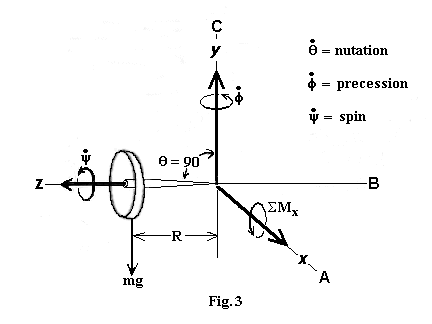 C
y
θ̇ = nutation
ϕ̇ = precession
ψ̇ = spin
ϕ̇
ψ̇
θ = 90
z
B
ΣMₓ
R
x
A
mg
Fig. 3